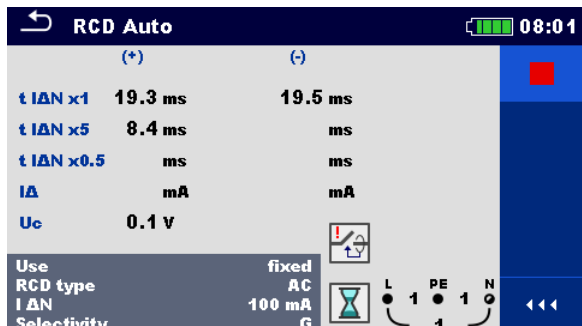 RCD Auto 08:01
(+) (-)
t IΔN x1 19.3 ms 19.5 ms
t IΔN x5 8.4 ms ms
t IΔN x0.5 ms ms
IΔ mA mA
Uc 0.1 V
Use fixed
RCD type AC
I ΔN 100 mA
Selectivity G
L PE N
1 1
1